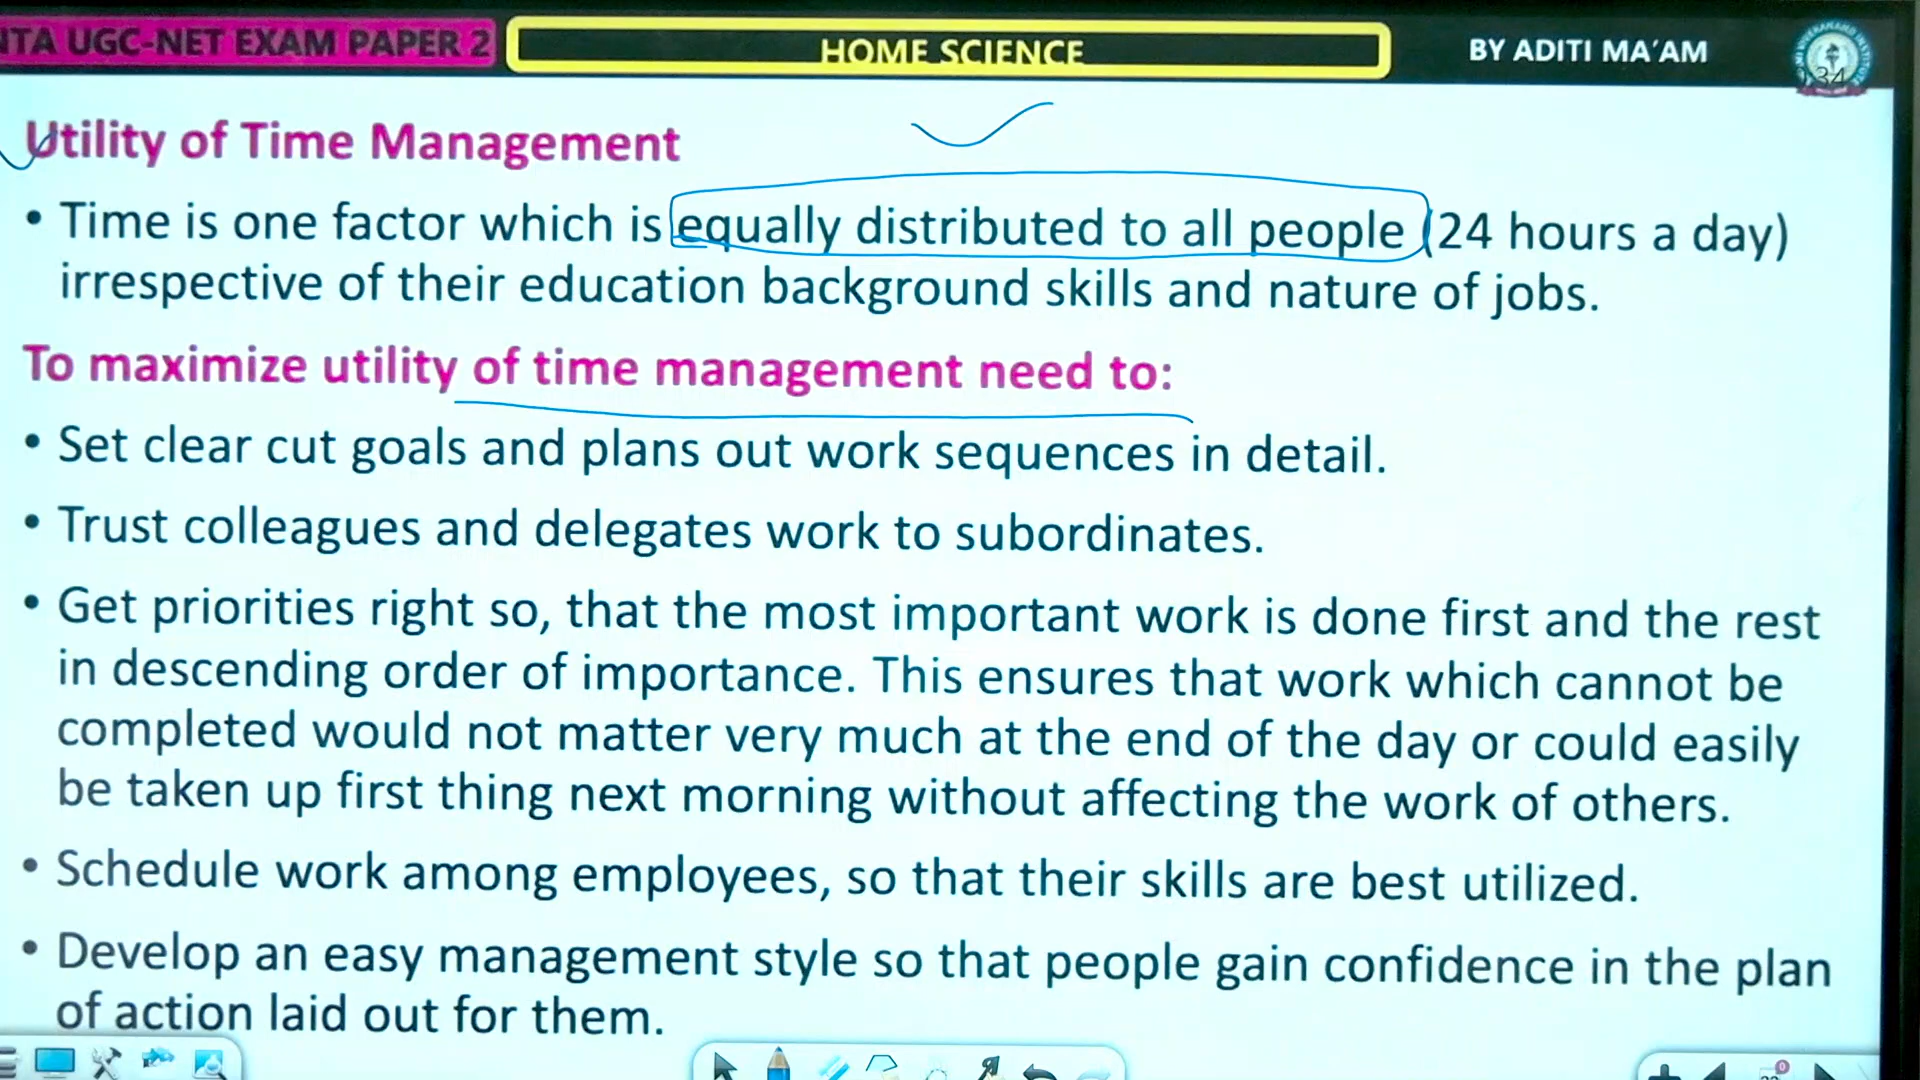 NTA UGC-NET EXAM PAPER 2
HOME SCIENCE
BY ADITI MA'AM
34
Utility of Time Management
• Time is one factor which is equally distributed to all people (24 hours a day)
irrespective of their education background skills and nature of jobs.
To maximize utility of time management need to:
• Set clear cut goals and plans out work sequences in detail.
• Trust colleagues and delegates work to subordinates.
• Get priorities right so, that the most important work is done first and the rest
in descending order of importance. This ensures that work which cannot be
completed would not matter very much at the end of the day or could easily
be taken up first thing next morning without affecting the work of others.
• Schedule work among employees, so that their skills are best utilized.
• Develop an easy management style so that people gain confidence in the plan
of action laid out for them.